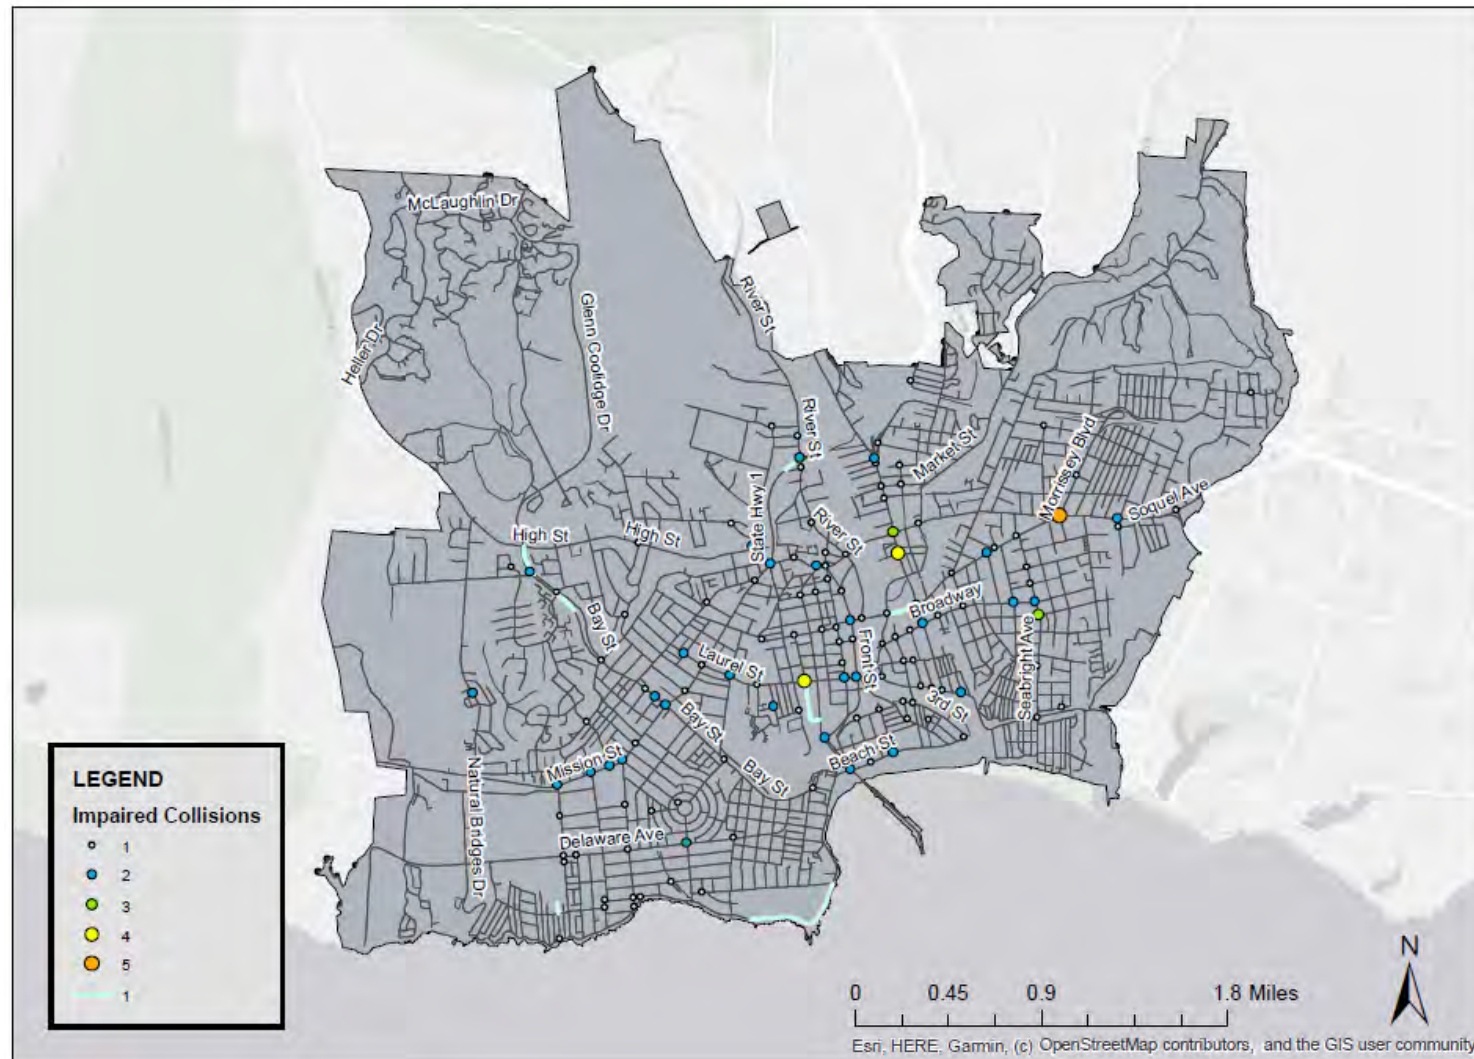 McLaughlin Dr
River St
Glenn Coolidge Dr
Heller Dr
River St
Market St
Morrissey Blvd
Soquel Ave
State Hwy 1
River St
High St
High St
Broadway
Bay St
Front St
Seabright Ave
Laurel St
3rd St
Bay St
Beach St
Mission St
Bay St
Natural Bridges Dr
Delaware Ave
LEGEND
Impaired Collisions
1
2
3
4
5
1
N
0 0.45 0.9 1.8 Miles
Esri, HERE, Garmin, (c) OpenStreetMap contributors, and the GIS user community